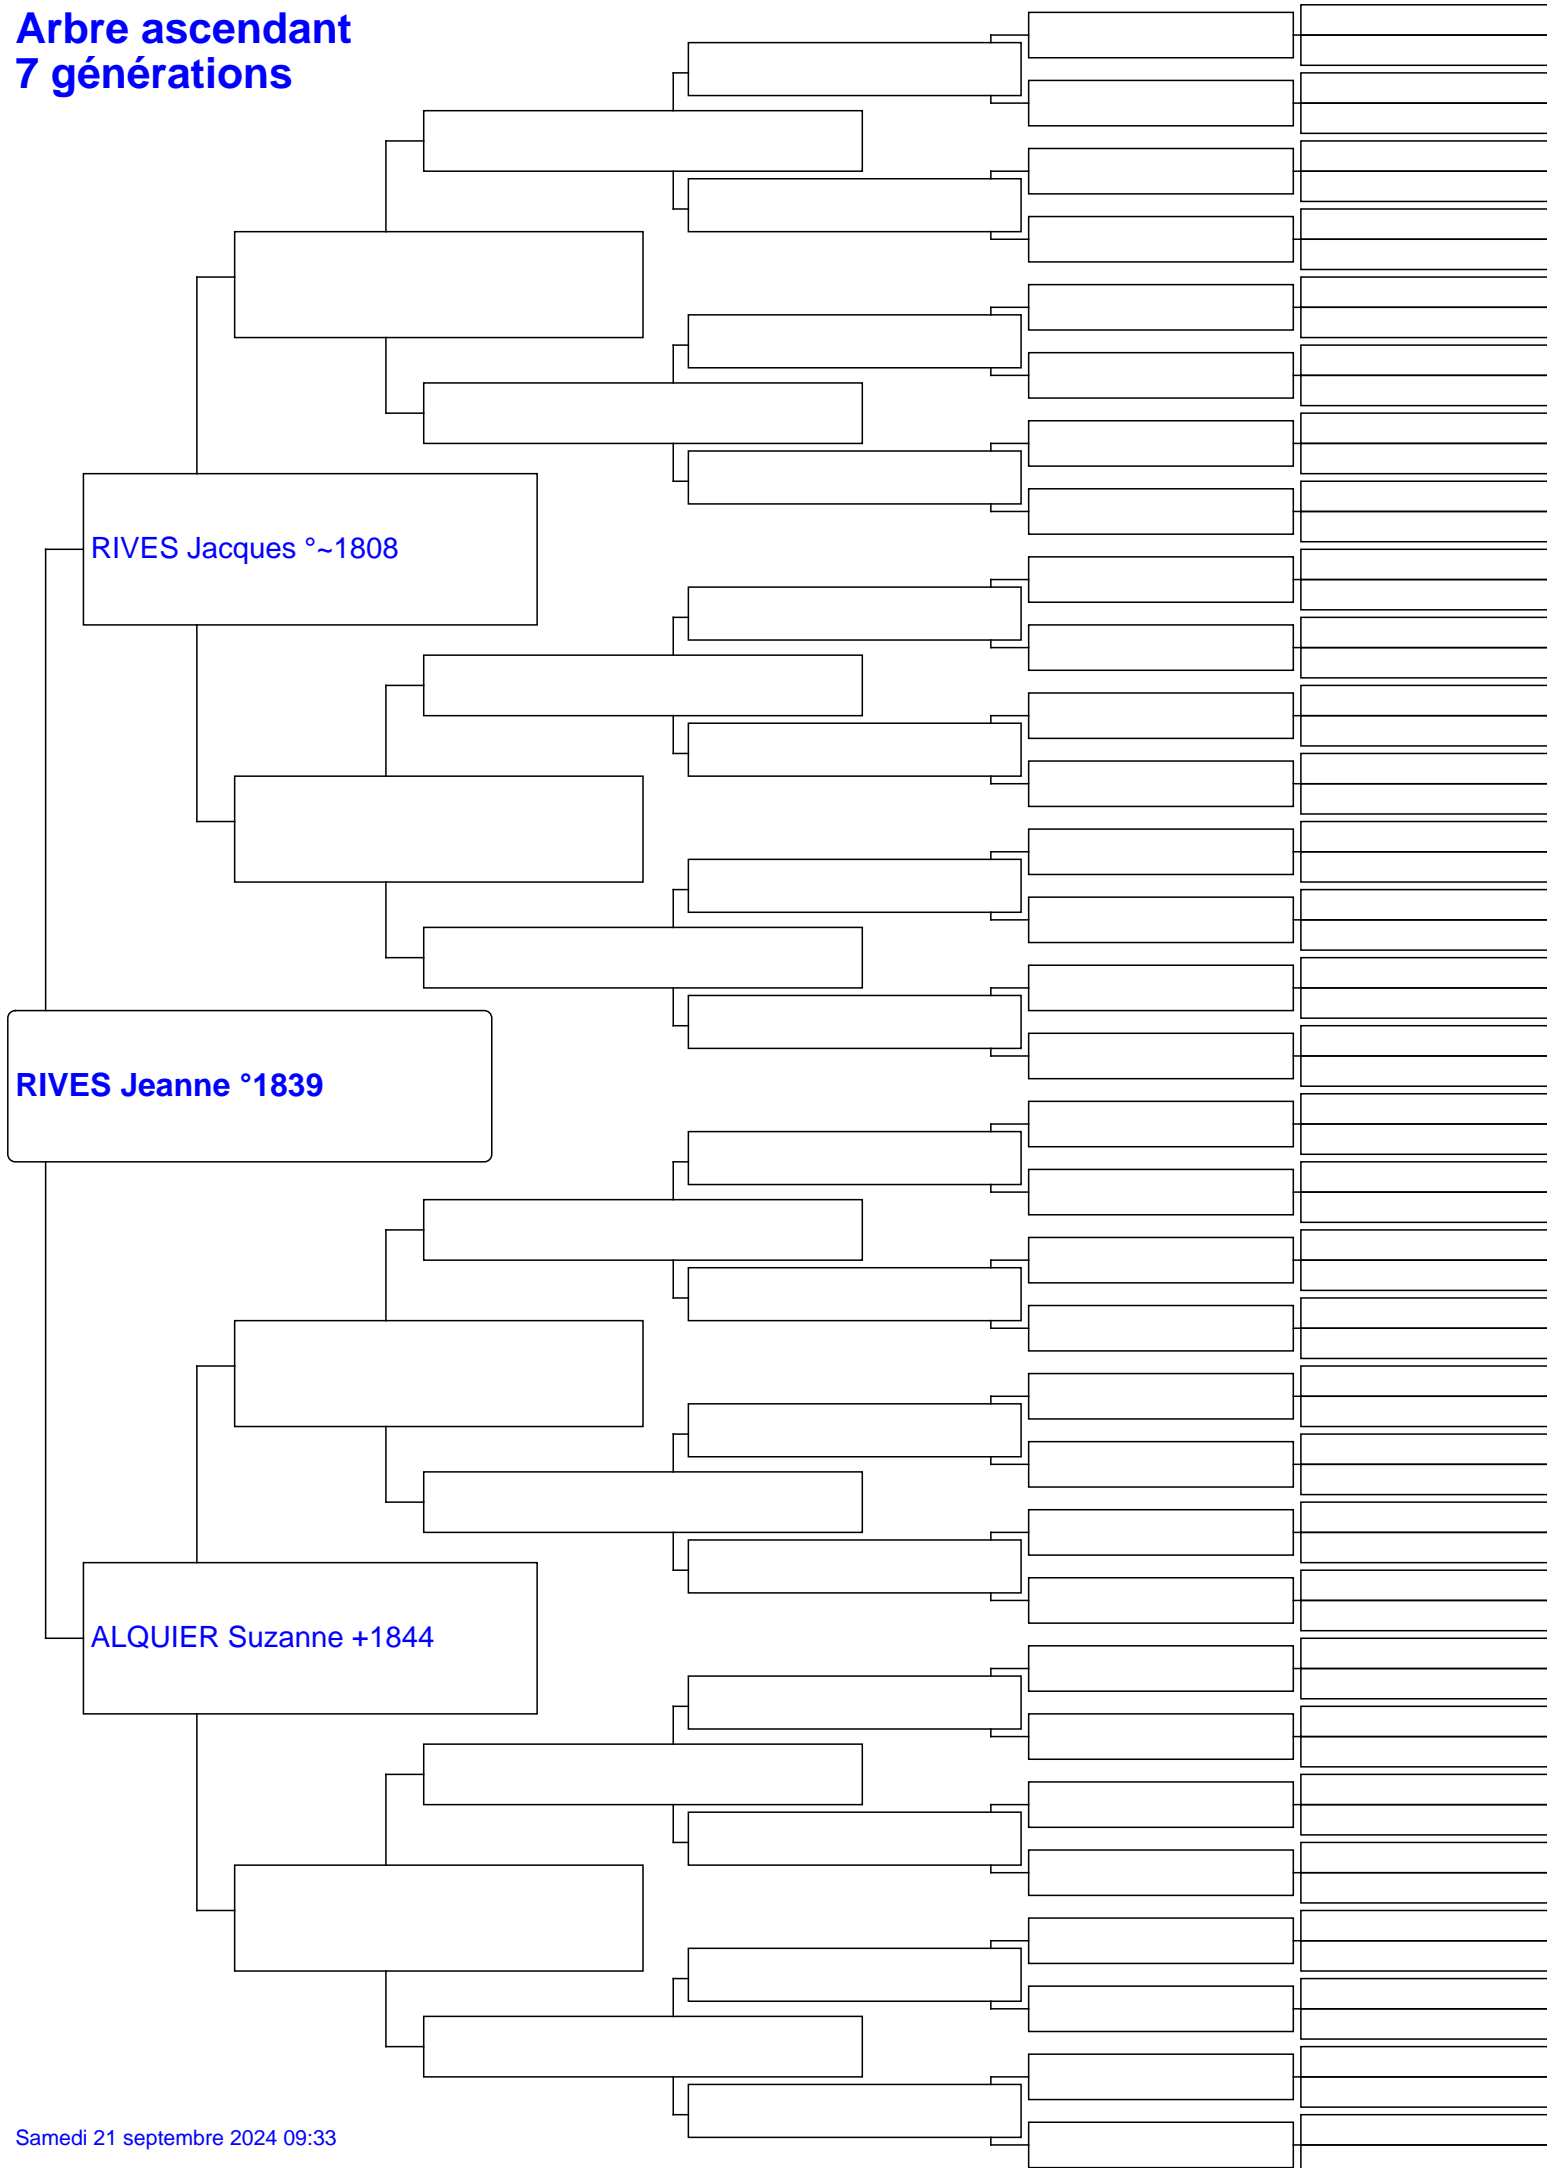 Arbre ascendant
7 générations
RIVES Jacques °~1808
RIVES Jeanne °1839
ALQUIER Suzanne +1844
Samedi 21 septembre 2024 09:33